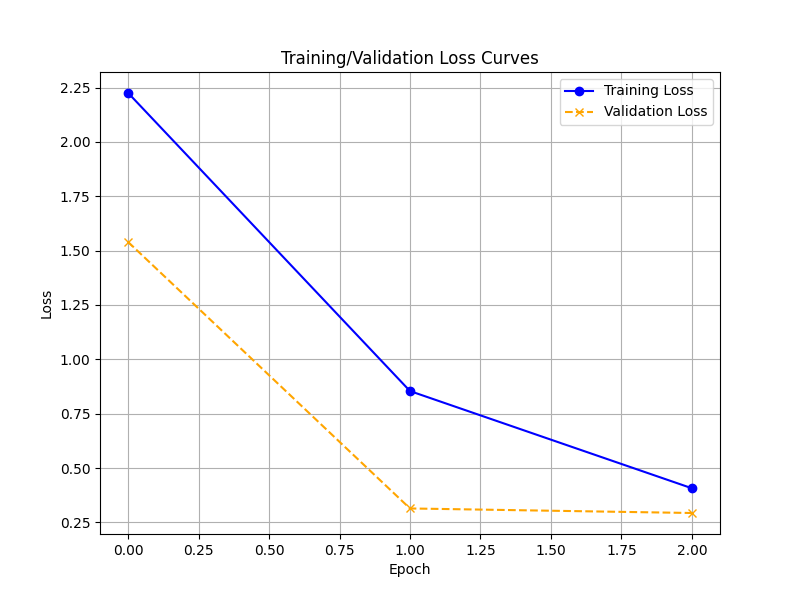 Training/Validation Loss Curves
Training Loss
Validation Loss
2.25
2.00
1.75
1.50
1.25
1.00
0.75
0.50
0.25
Loss
0.00 0.25 0.50 0.75 1.00 1.25 1.50 1.75 2.00
Epoch